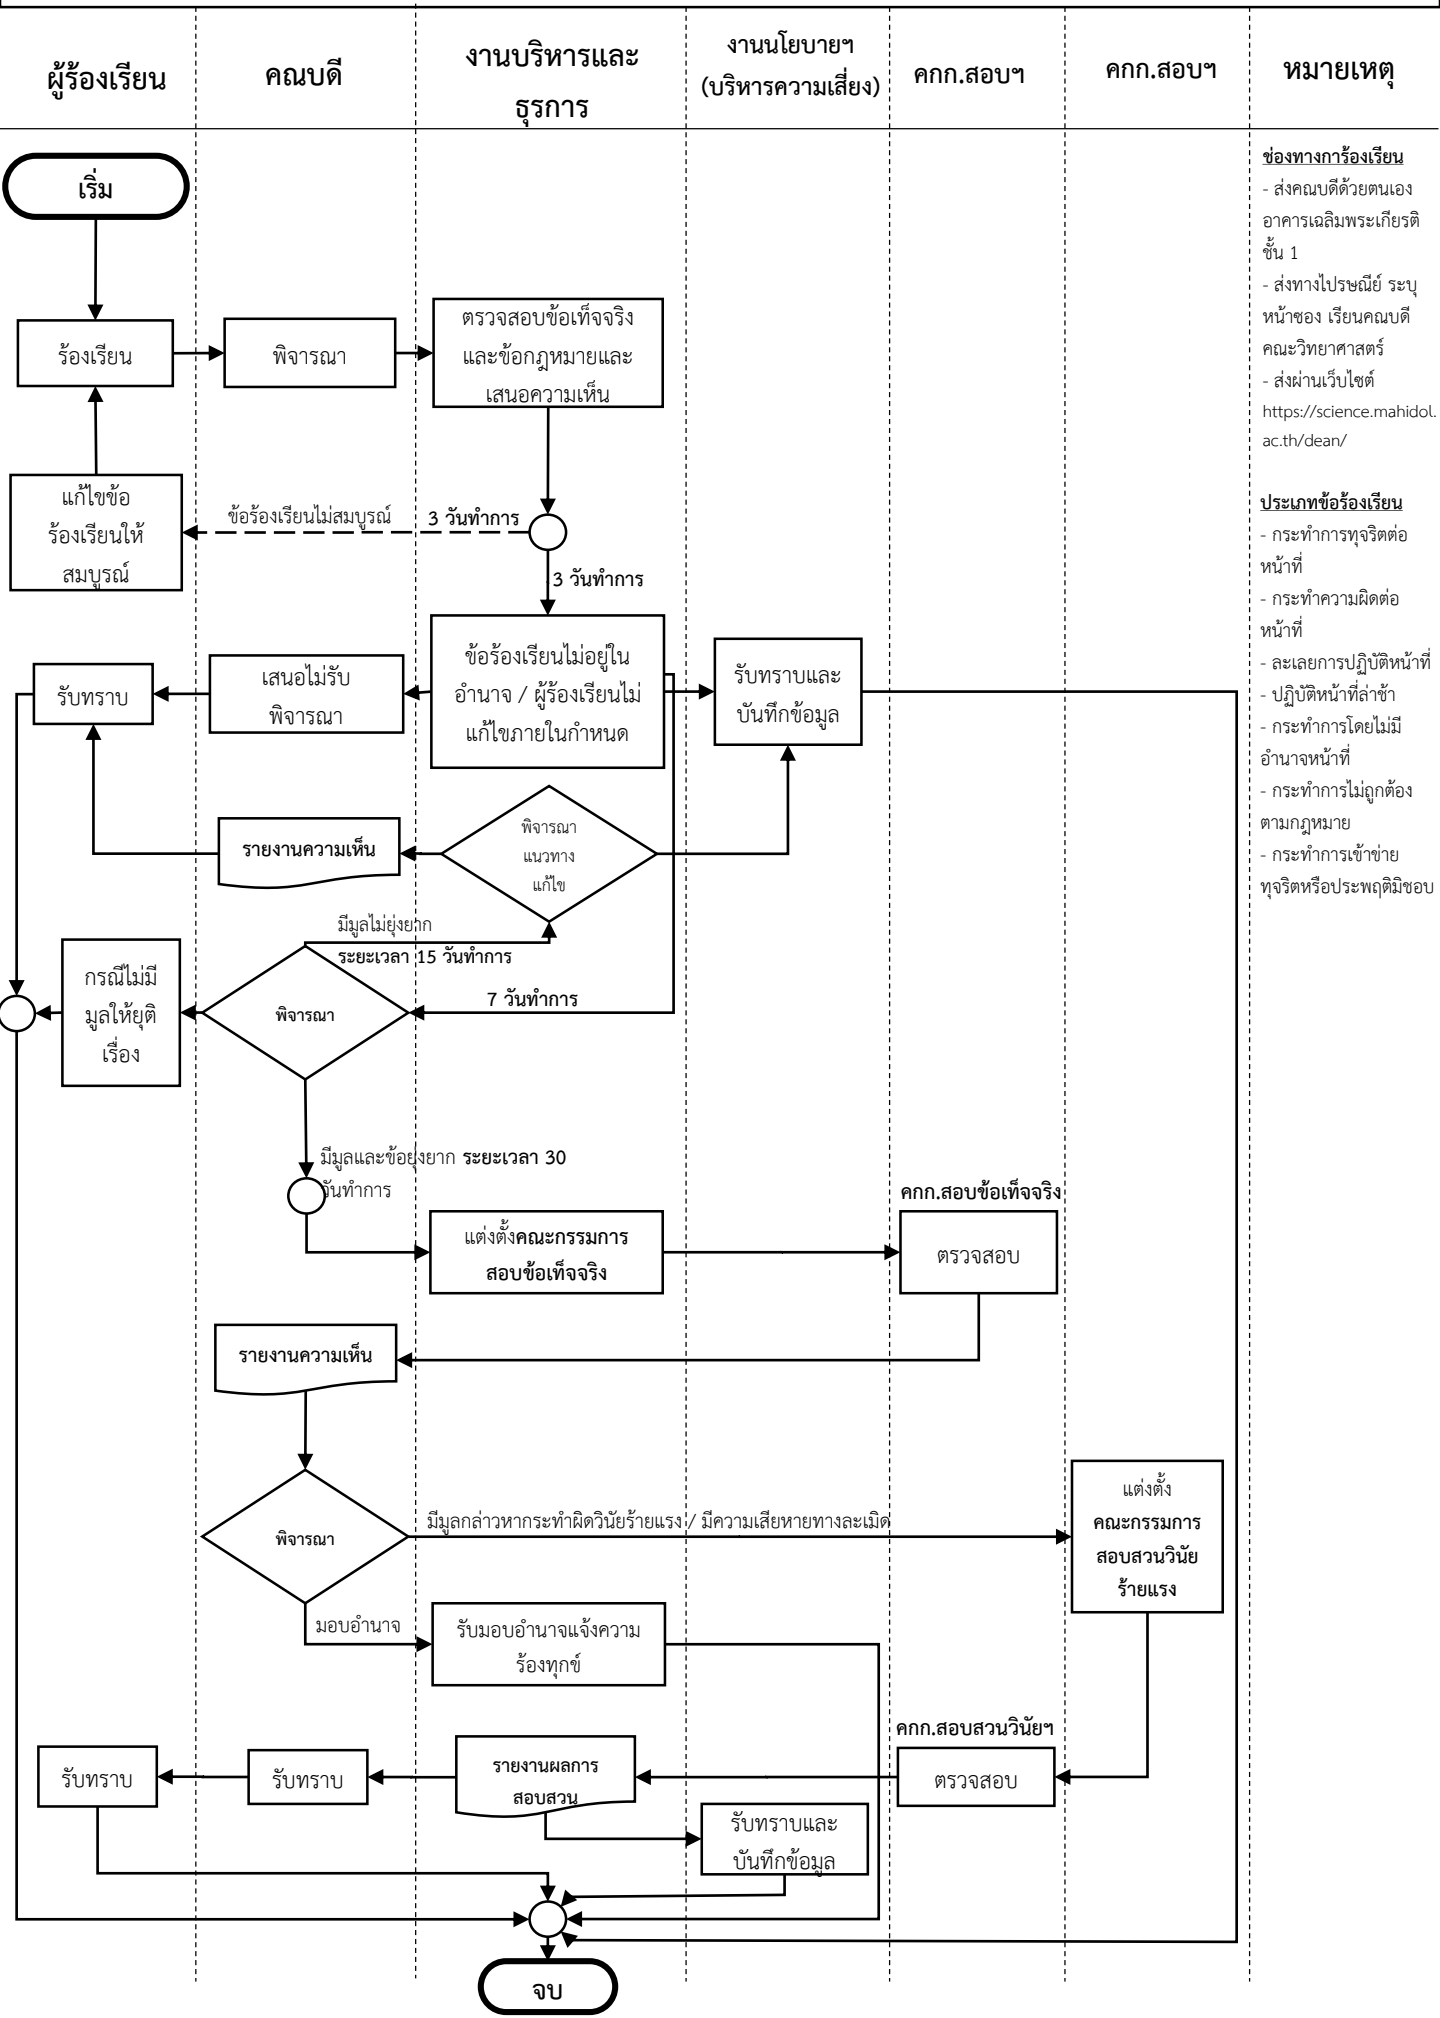 ผู้ร้องเรียน
คณบดี
งานบริหารและ
ธุรการ
งานนโยบายฯ
(บริหารความเสี่ยง)
คกก.สอบฯ
คกก.สอบฯ
หมายเหตุ
เริ่ม
ร้องเรียน
พิจารณา
ตรวจสอบข้อเท็จจริง
และข้อกฎหมายและ
เสนอความเห็น
แก้ไขข้อ
ร้องเรียนให้
สมบูรณ์
ข้อร้องเรียนไม่สมบูรณ์
3 วันทำการ
3 วันทำการ
รับทราบ
เสนอไม่รับ
พิจารณา
ข้อร้องเรียนไม่อยู่ใน
อำนาจ / ผู้ร้องเรียนไม่
แก้ไขภายในกำหนด
รับทราบและ
บันทึกข้อมูล
รายงานความเห็น
พิจารณา
แนวทาง
แก้ไข
มีมูลไม่ยุ่งยาก
ระยะเวลา 15 วันทำการ
7 วันทำการ
กรณีไม่มี
มูลให้ยุติ
เรื่อง
พิจารณา
มีมูลและข้อยุ่งยาก ระยะเวลา 30
วันทำการ
แต่งตั้งคณะกรรมการ
สอบข้อเท็จจริง
คกก.สอบข้อเท็จจริง
ตรวจสอบ
รายงานความเห็น
พิจารณา
มีมูลกล่าวหากระทำผิดวินัยร้ายแรง / มีความเสียหายทางละเมิด
แต่งตั้ง
คณะกรรมการ
สอบสวนวินัย
ร้ายแรง
มอบอำนาจ
รับมอบอำนาจแจ้งความ
ร้องทุกข์
คกก.สอบสวนวินัยฯ
ตรวจสอบ
รายงานผลการ
สอบสวน
รับทราบ
รับทราบ
รับทราบและ
บันทึกข้อมูล
จบ
ช่องทางการ้องเรียน
- ส่งคณบดีด้วยตนเอง
อาคารเฉลิมพระเกียรติ
ชั้น 1
- ส่งทางไปรษณีย์ ระบุ
หน้าซอง เรียนคณบดี
คณะวิทยาศาสตร์
- ส่งผ่านเว็บไซต์
https://science.mahidol.
ac.th/dean/
ประเภทข้อร้องเรียน
- กระทำการทุจริตต่อ
หน้าที่
- กระทำความผิดต่อ
หน้าที่
- ละเลยการปฏิบัติหน้าที่
- ปฏิบัติหน้าที่ล่าช้า
- กระทำการโดยไม่มี
อำนาจหน้าที่
- กระทำการไม่ถูกต้อง
ตามกฎหมาย
- กระทำการเข้าข่าย
ทุจริตหรือประพฤติมิชอบ